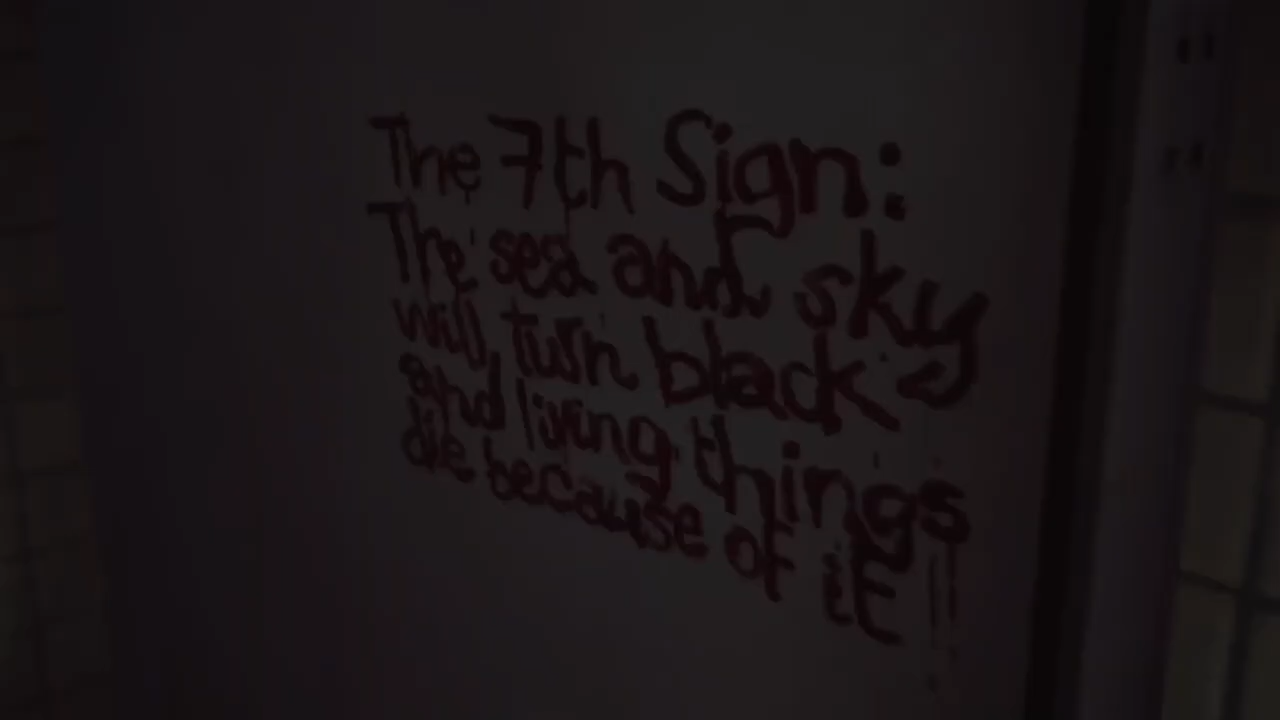 The 7th Sign:
The sea and sky
will turn black
and living things
die because of it!!